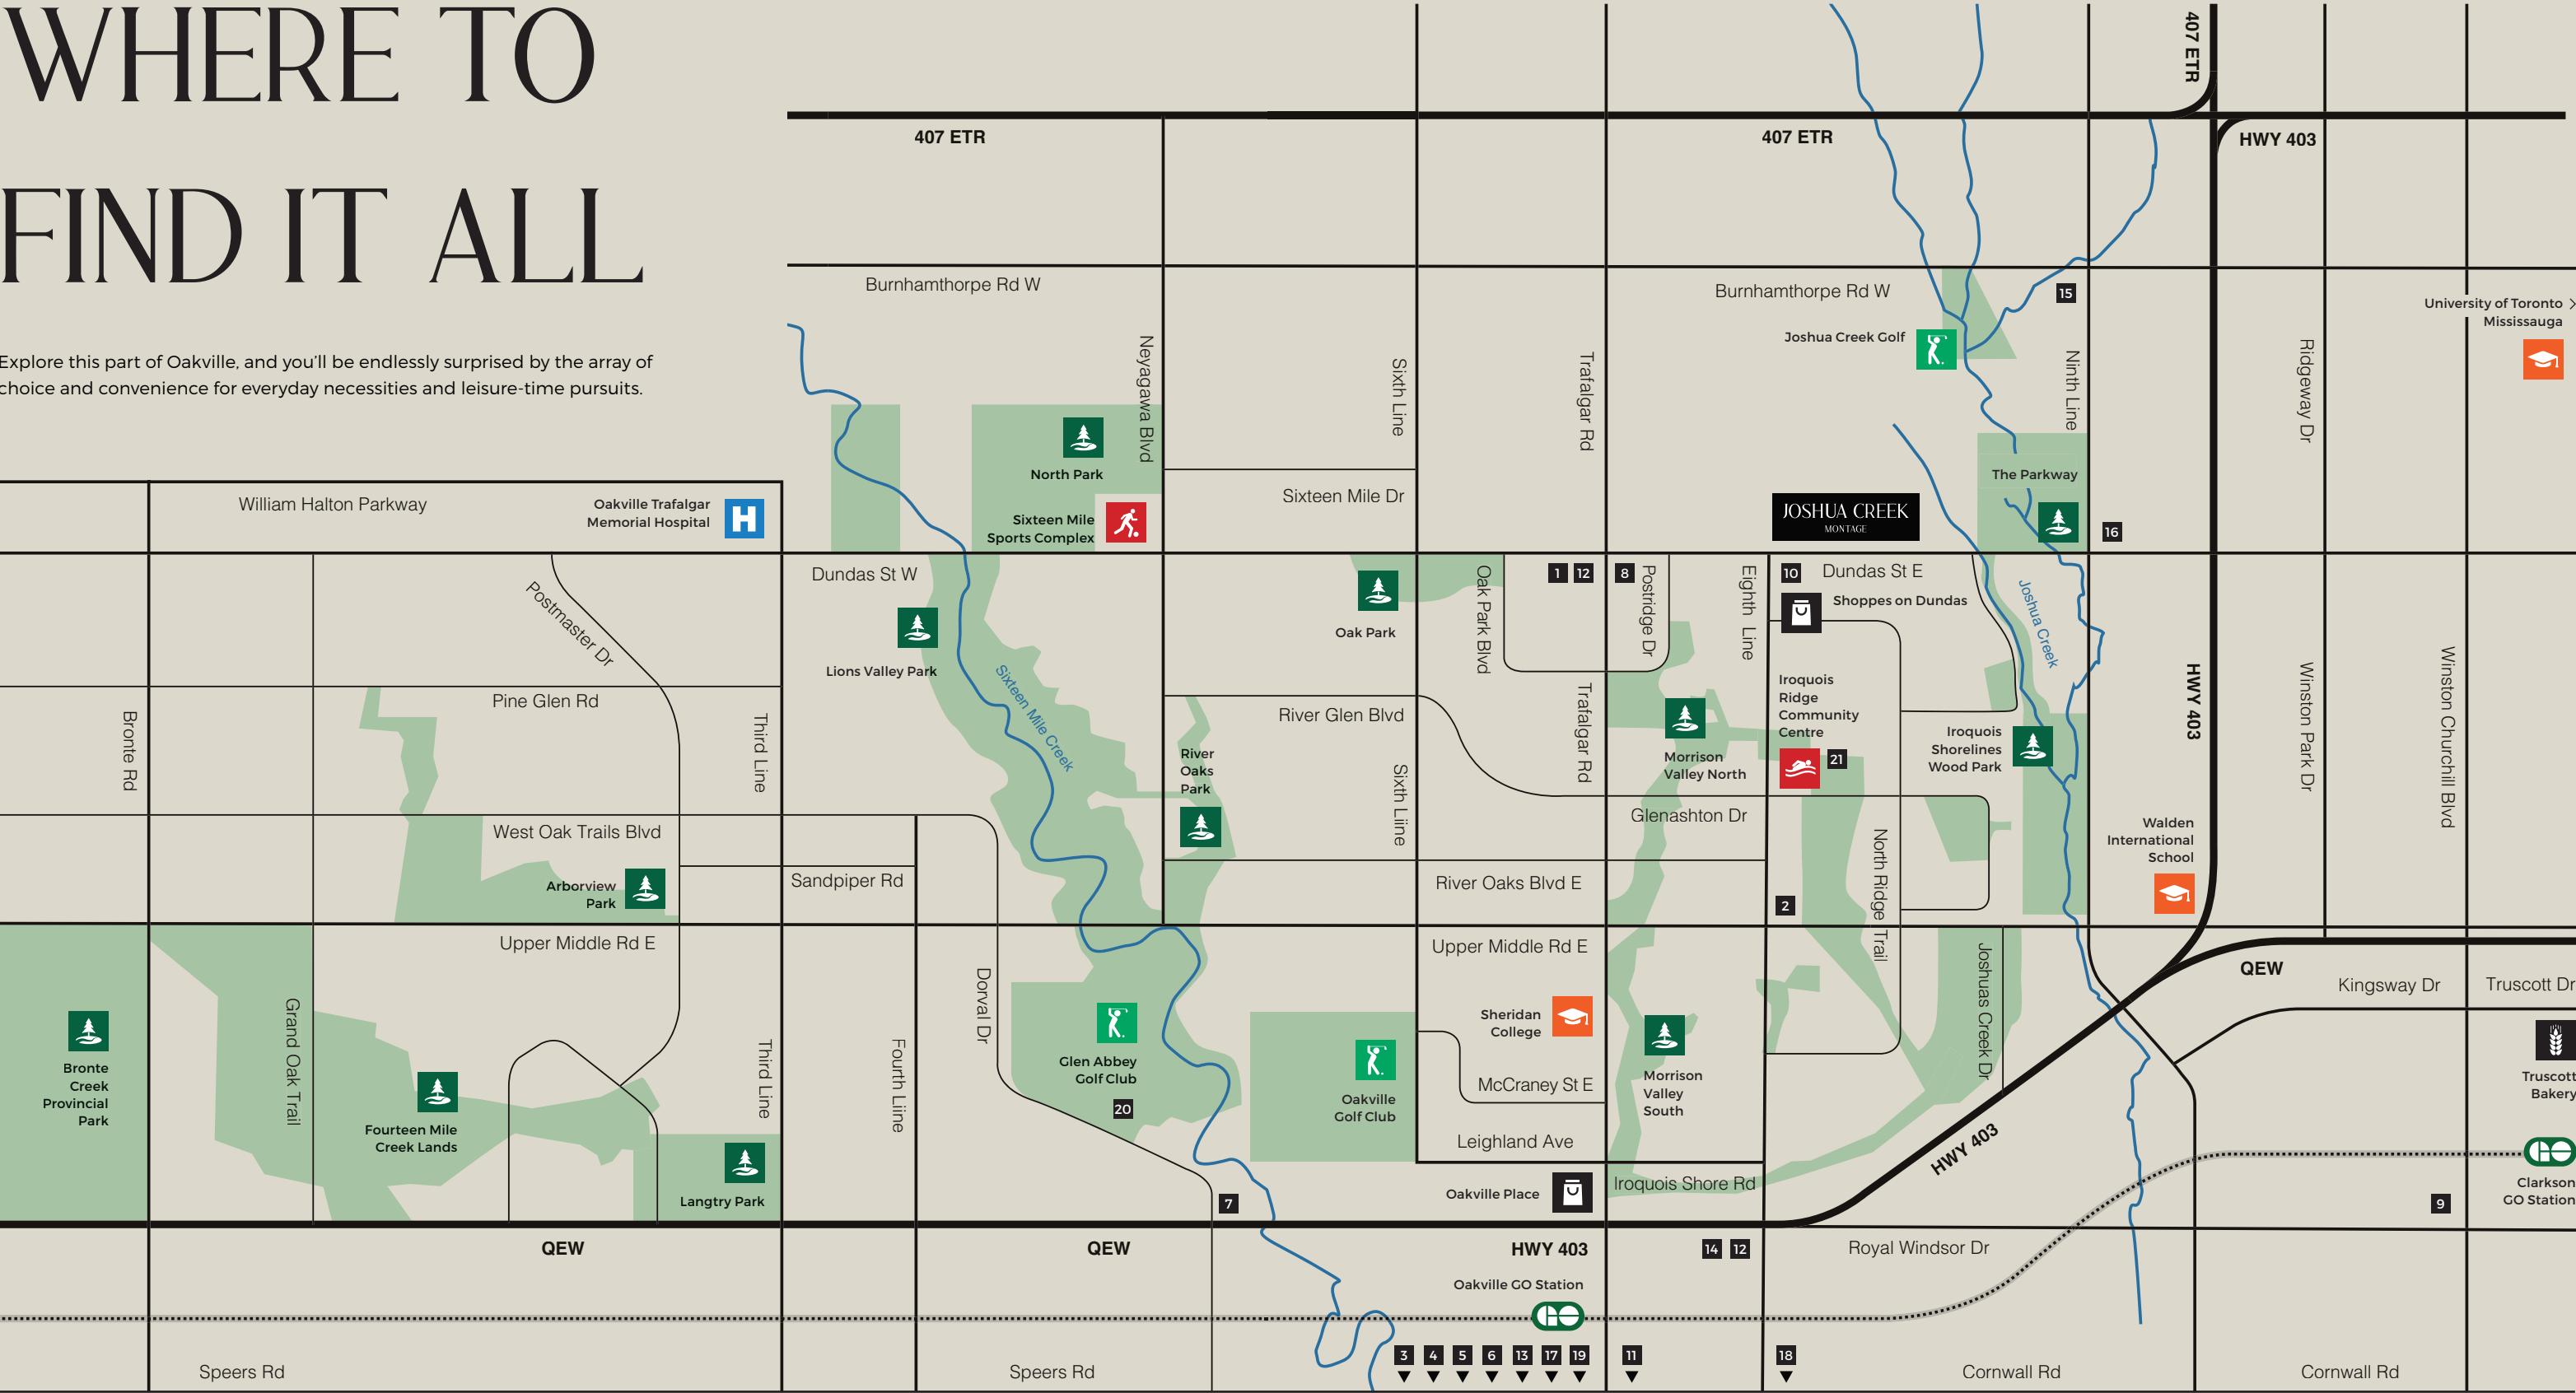 WHERE TO
FIND IT ALL
Explore this part of Oakville, and you'll be endlessly surprised by the array of
choice and convenience for everyday necessities and leisure-time pursuits.
407 ETR
407 ETR
407 ETR
HWY 403
Burnhamthorpe Rd W
Burnhamthorpe Rd W
15
University of Toronto
Mississauga
Joshua Creek Golf
Neyagawa Blvd
Sixth Line
Trafalgar Rd
Ninth Line
Ridgeway Dr
North Park
The Parkway
William Halton Parkway
Oakville Trafalgar
Memorial Hospital
H
Sixteen Mile
Sports Complex
Sixteen Mile Dr
JOSHUA CREEK
MONTAGE
16
Dundas St W
Postmaster Dr
Lions Valley Park
Oak Park
Oak Park Blvd
1
12
8
Postridge Dr
Eighth Line
10
Dundas St E
Shoppes on Dundas
Joshua Creek
Sixteen Mile Creek
Pine Glen Rd
Bronte Rd
Third Line
River Glen Blvd
River
Oaks
Park
Sixth Liine
Trafalgar Rd
Morrison
Valley North
Iroquois
Ridge
Community
Centre
21
Iroquois
Shorelines
Wood Park
HWY 403
Winston Park Dr
Winston Churchill Blvd
West Oak Trails Blvd
Glenashton Dr
North Ridge Trail
Walden
International
School
Arborview
Park
Sandpiper Rd
River Oaks Blvd E
2
Upper Middle Rd E
Upper Middle Rd E
QEW
Kingsway Dr
Truscott Dr
Grand Oak Trail
Third Line
Fourth Liine
Dorval Dr
Joshuas Creek Dr
Bronte
Creek
Provincial
Park
Fourteen Mile
Creek Lands
Langtry Park
Glen Abbey
Golf Club
20
Oakville
Golf Club
Sheridan
College
McCraney St E
Leighland Ave
Morrison
Valley
South
Truscott
Bakery
HWY 403
Clarkson
GO Station
Oakville Place
Iroquois Shore Rd
7
9
QEW
QEW
HWY 403
14
12
Royal Windsor Dr
Oakville GO Station
Speers Rd
Speers Rd
3
4
5
6
13
17
19
11
18
Cornwall Rd
Cornwall Rd